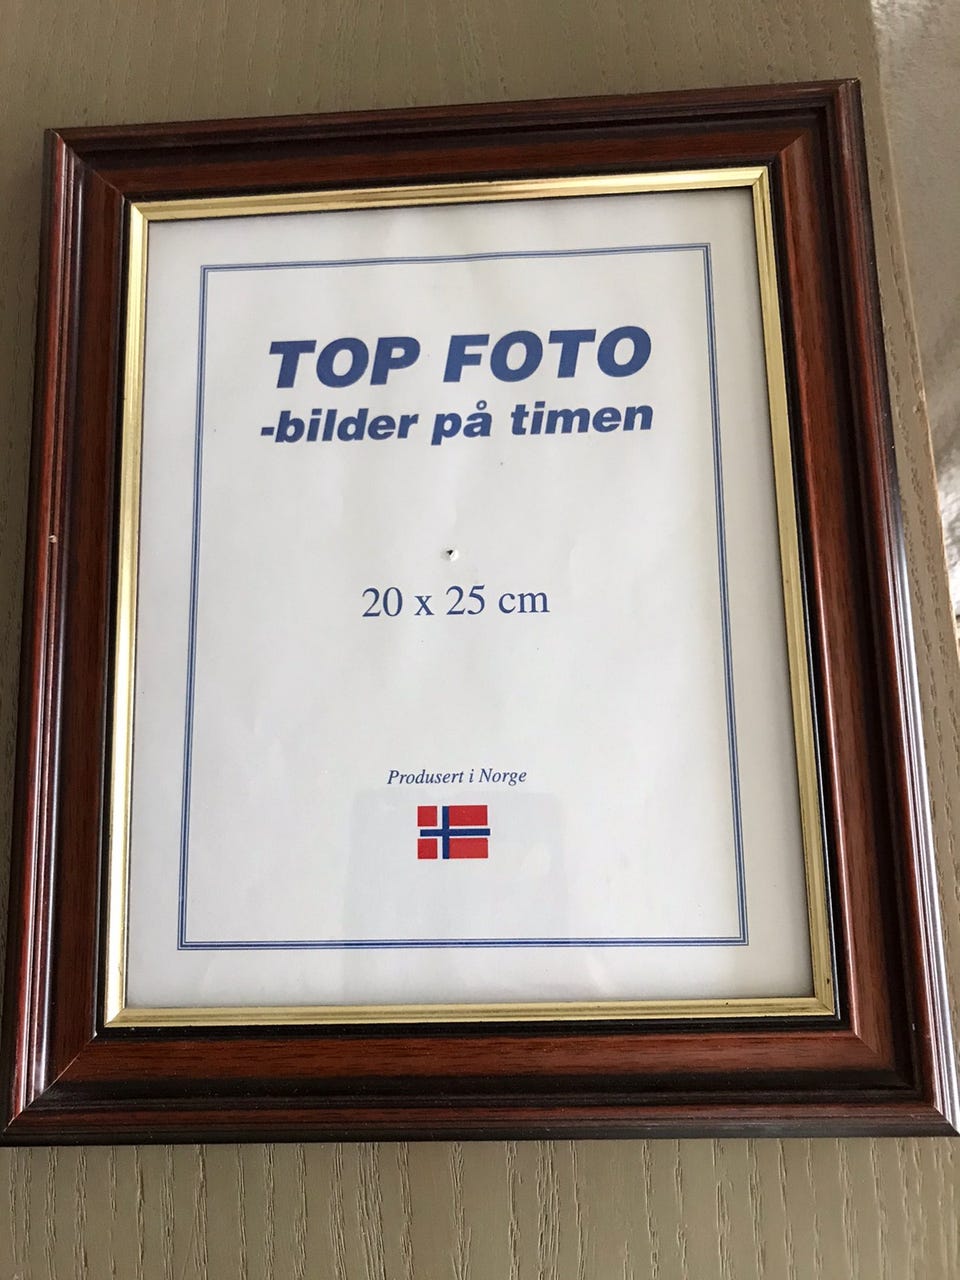 TOP FOTO
-bilder på timen
20 x 25 cm
Produsert i Norge